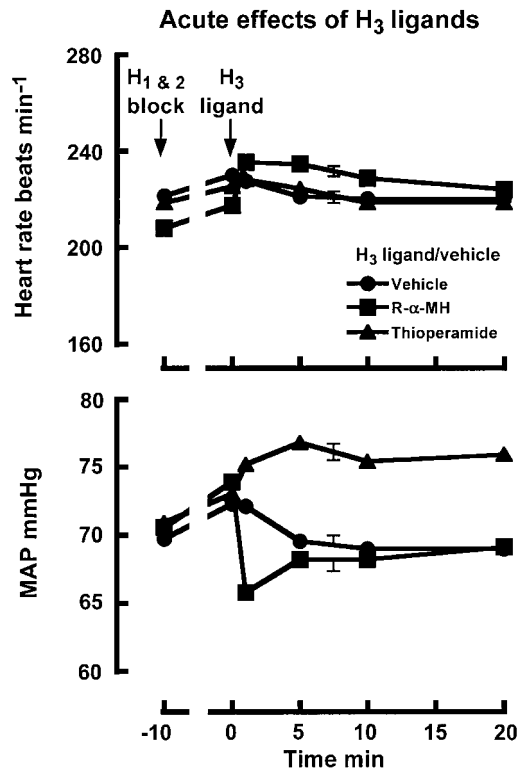 Acute effects of H3 ligands
Heart rate beats min-1
280
240
200
160
H1 & 2
block
H3
ligand
H3 ligand/vehicle
Vehicle
R-α-MH
Thioperamide
MAP mmHg
80
75
70
65
60
-10 0 5 10 15 20
Time min